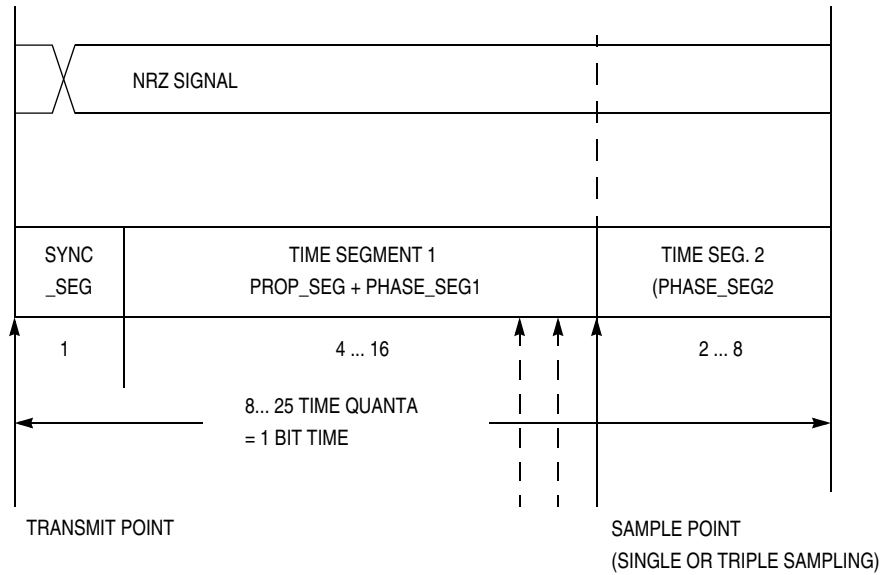 NRZ SIGNAL
SYNC
_SEG
TIME SEGMENT 1
PROP_SEG + PHASE_SEG1
TIME SEG. 2
(PHASE_SEG2
1
4 ... 16
2 ... 8
8... 25 TIME QUANTA
= 1 BIT TIME
TRANSMIT POINT
SAMPLE POINT
(SINGLE OR TRIPLE SAMPLING)